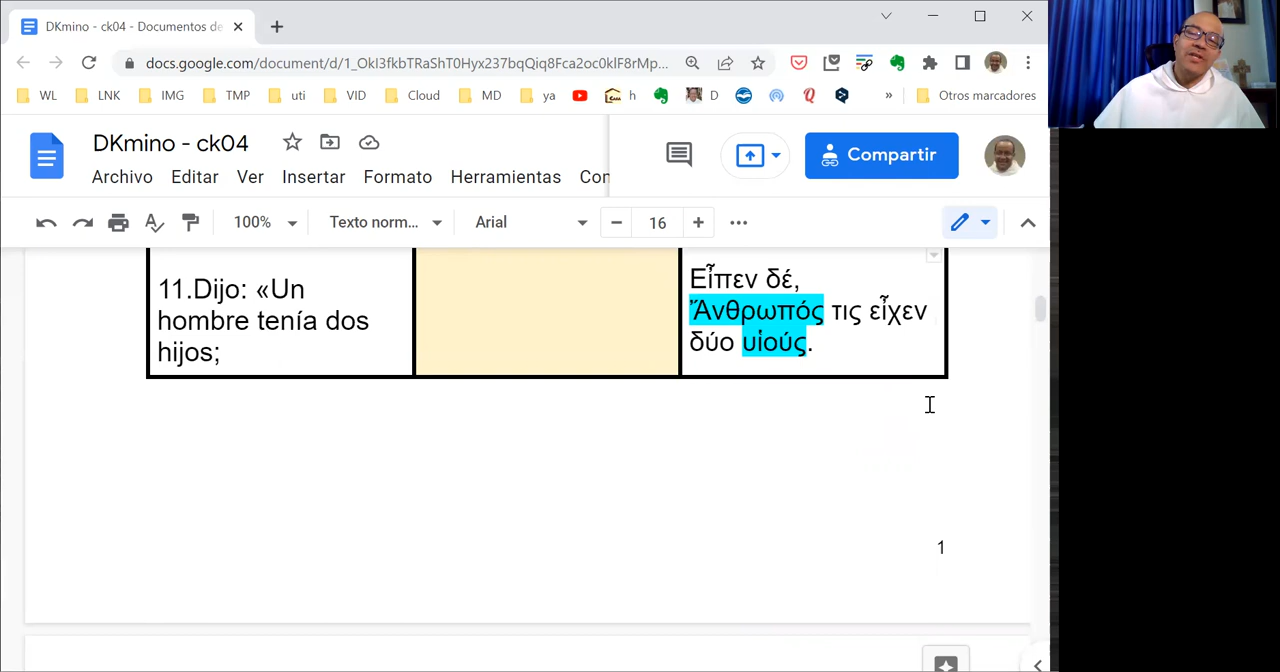 DKmino - ck04 - Documentos de
docs.google.com/document/d/1_OkI3fkbTRaShT0Hyx237bqQiq8Fca2oc0kIF8rMp...
WL LNK IMG TMP uti VID Cloud MD ya h D » Otros marcadores
DKmino - ck04
Compartir
Archivo Editar Ver Insertar Formato Herramientas Con
100% Texto norm... Arial 16
11.Dijo: «Un
hombre tenía dos
hijos;
Εἶπεν δέ,
Ἄνθρωπός τις εἶχεν
δύο υἱούς.
1